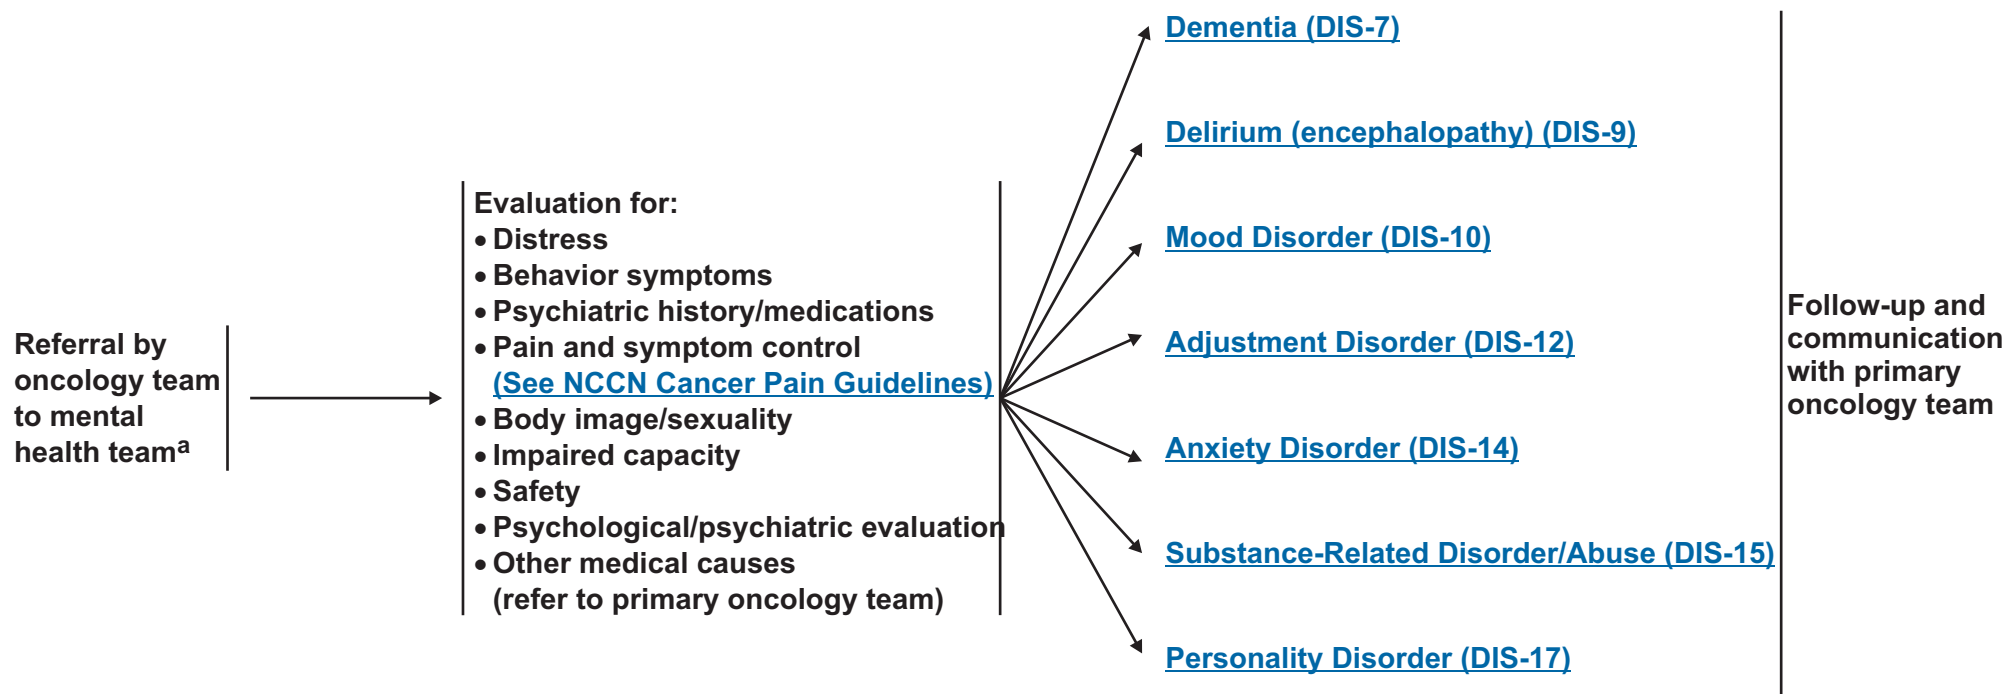 Referral by
oncology team
to mental
health teamᵃ
Evaluation for:
• Distress
• Behavior symptoms
• Psychiatric history/medications
• Pain and symptom control
(See NCCN Cancer Pain Guidelines)
• Body image/sexuality
• Impaired capacity
• Safety
• Psychological/psychiatric evaluation
• Other medical causes
(refer to primary oncology team)
Dementia (DIS-7)
Delirium (encephalopathy) (DIS-9)
Mood Disorder (DIS-10)
Adjustment Disorder (DIS-12)
Anxiety Disorder (DIS-14)
Substance-Related Disorder/Abuse (DIS-15)
Personality Disorder (DIS-17)
Follow-up and
communication
with primary
oncology team